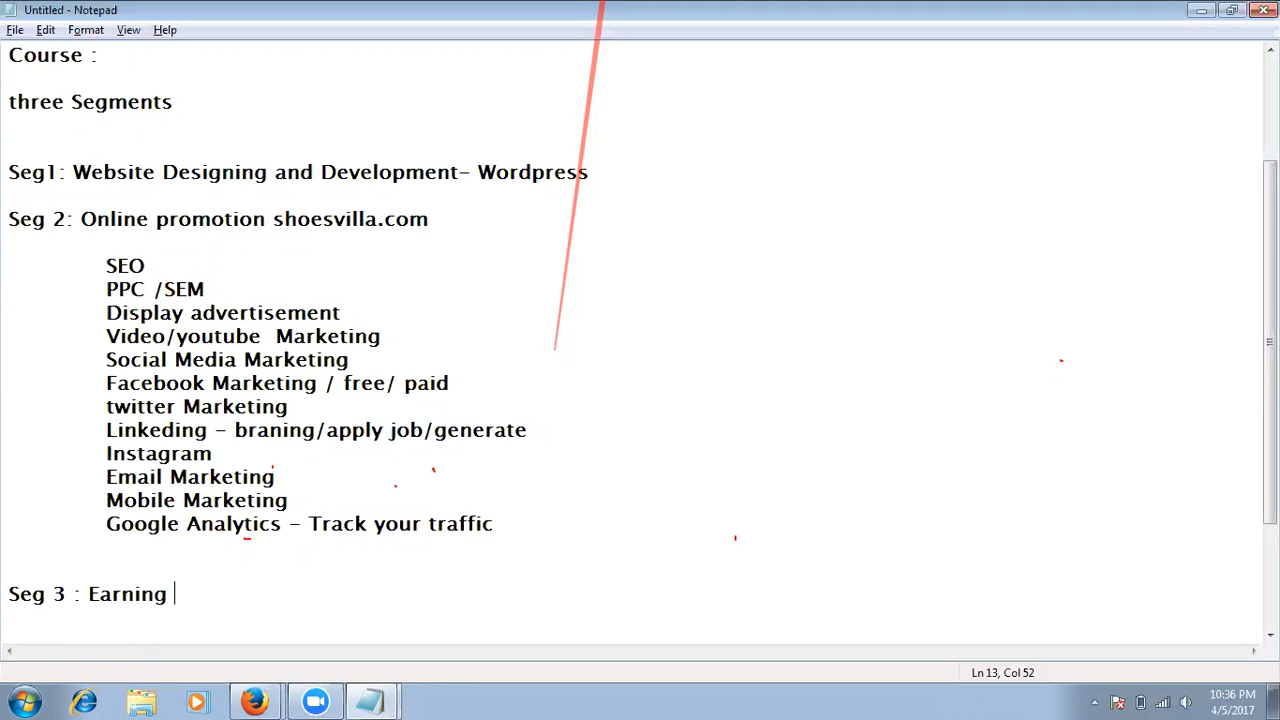 Untitled - Notepad
File Edit Format View Help
Course :
three Segments
Seg1: Website Designing and Development- Wordpress
Seg 2: Online promotion shoesvilla.com
SEO
PPC /SEM
Display advertisement
Video/youtube  Marketing
Social Media Marketing
Facebook Marketing / free/ paid
twitter Marketing
Linkeding - braning/apply job/generate
Instagram
Email Marketing
Mobile Marketing
Google Analytics - Track your traffic
Seg 3 : Earning
Ln 13, Col 52
10:36 PM
4/5/2017